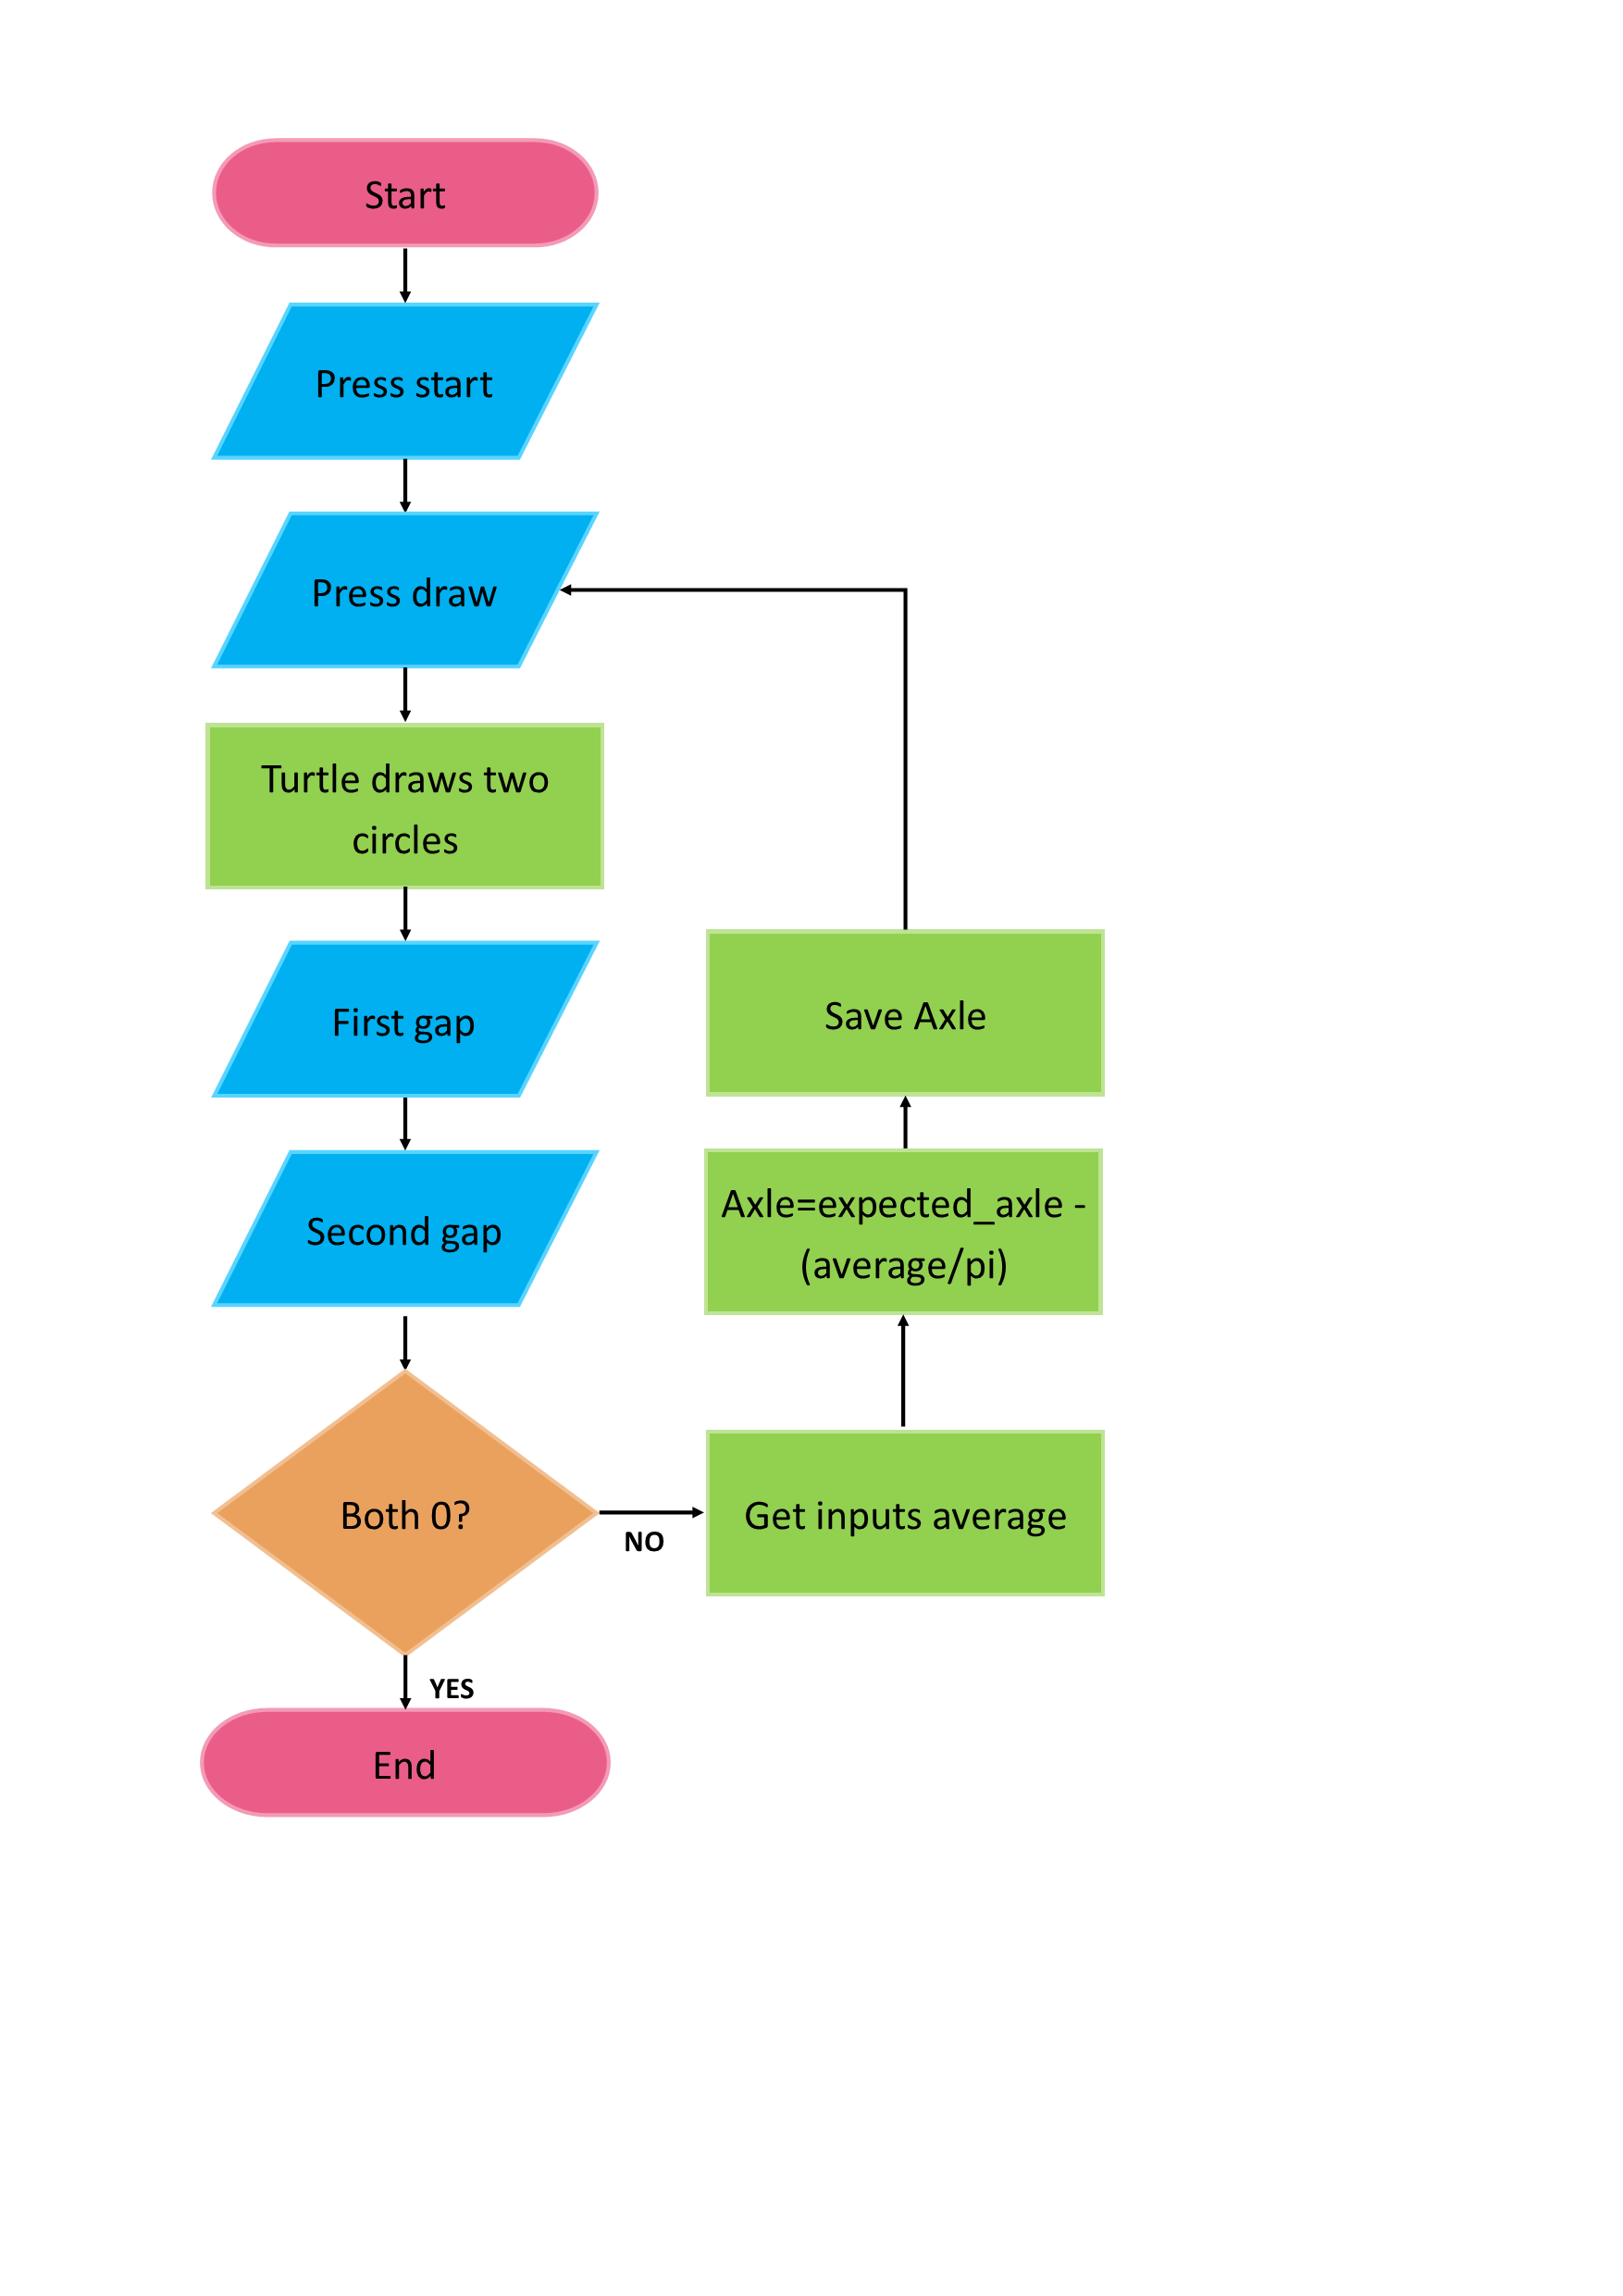 Start
Press start
Press draw
Turtle draws two
circles
First gap
Second gap
Both 0?
NO
YES
End
Get inputs average
Axle=expected_axle -
(average/pi)
Save Axle